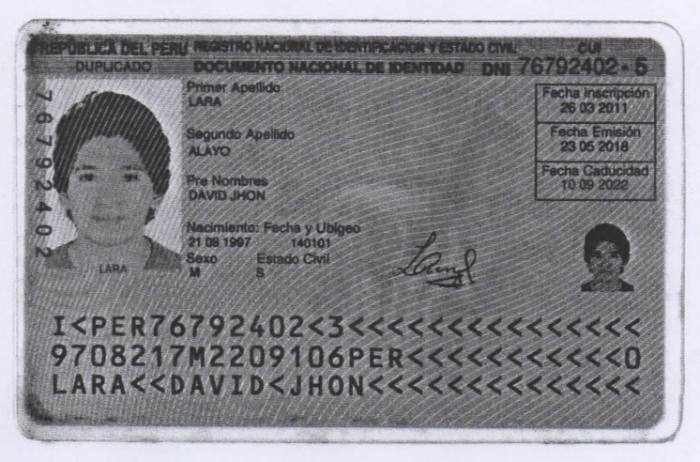 REPÚBLICA DEL PERÚ REGISTRO NACIONAL DE IDENTIFICACIÓN Y ESTADO CIVIL CUI
DUPLICADO DOCUMENTO NACIONAL DE IDENTIDAD DNI 76792402 - 5
76792402
Primer Apellido
LARA
Segundo Apellido
ALAYO
Pre Nombres
DAVID JHON
Nacimiento: Fecha y Ubigeo
21 08 1997 140101
Sexo Estado Civil
M S
Fecha Inscripción
26 03 2011
Fecha Emisión
23 05 2018
Fecha Caducidad
10 09 2022
LARA
I<PER76792402<3<<<<<<<<<<<<<<<
9708217M2209106PER<<<<<<<<<<<0
LARA<<DAVID<JHON<<<<<<<<<<<<<<